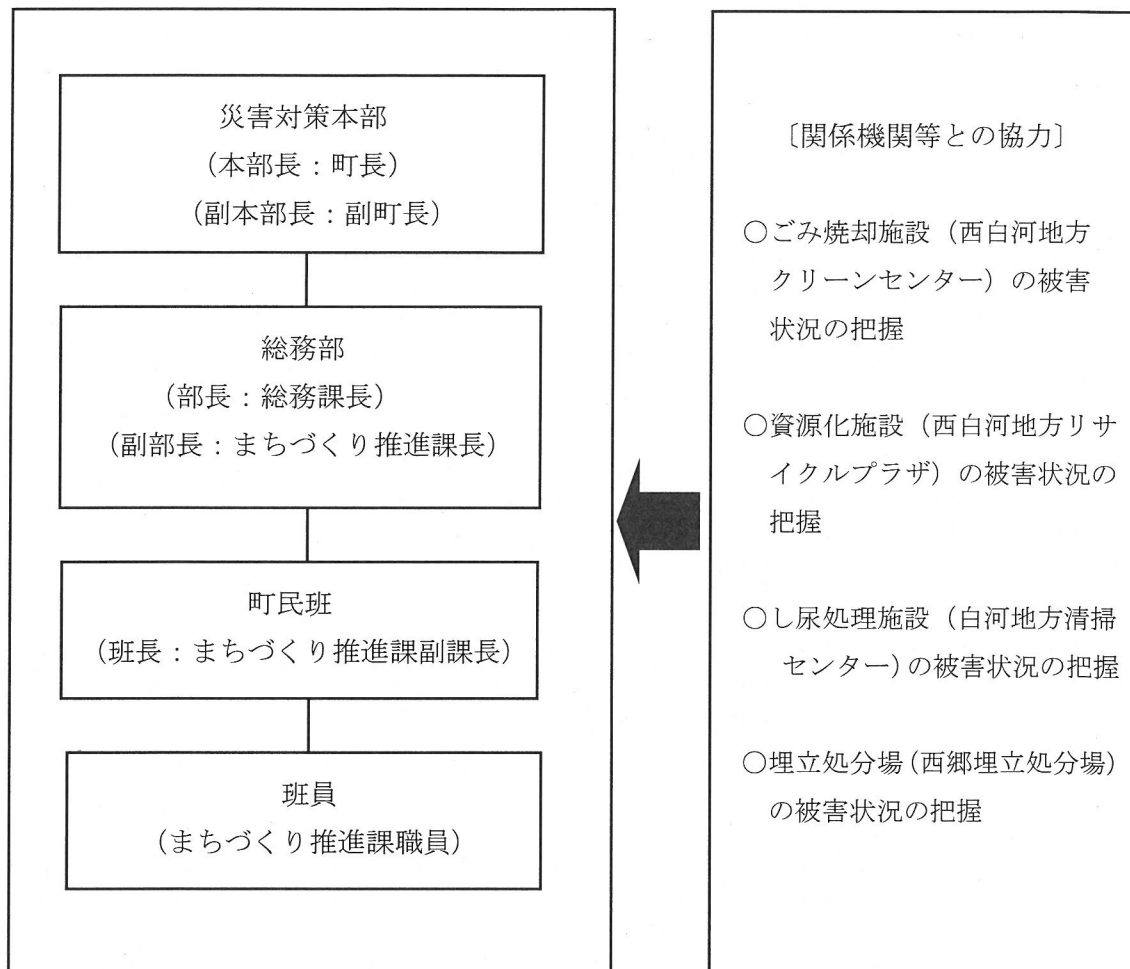 災害対策本部
（本部長：町長）
（副本部長：副町長）
総務部
（部長：総務課長）
（副部長：まちづくり推進課長）
町民班
（班長：まちづくり推進課副課長）
班員
（まちづくり推進課職員）
〔関係機関等との協力〕
○ごみ焼却施設（西白河地方
クリーンセンター）の被害
状況の把握
○資源化施設（西白河地方リサ
イクルプラザ）の被害状況の
把握
○し尿処理施設（白河地方清掃
センター）の被害状況の把握
○埋立処分場（西郷埋立処分場）
の被害状況の把握